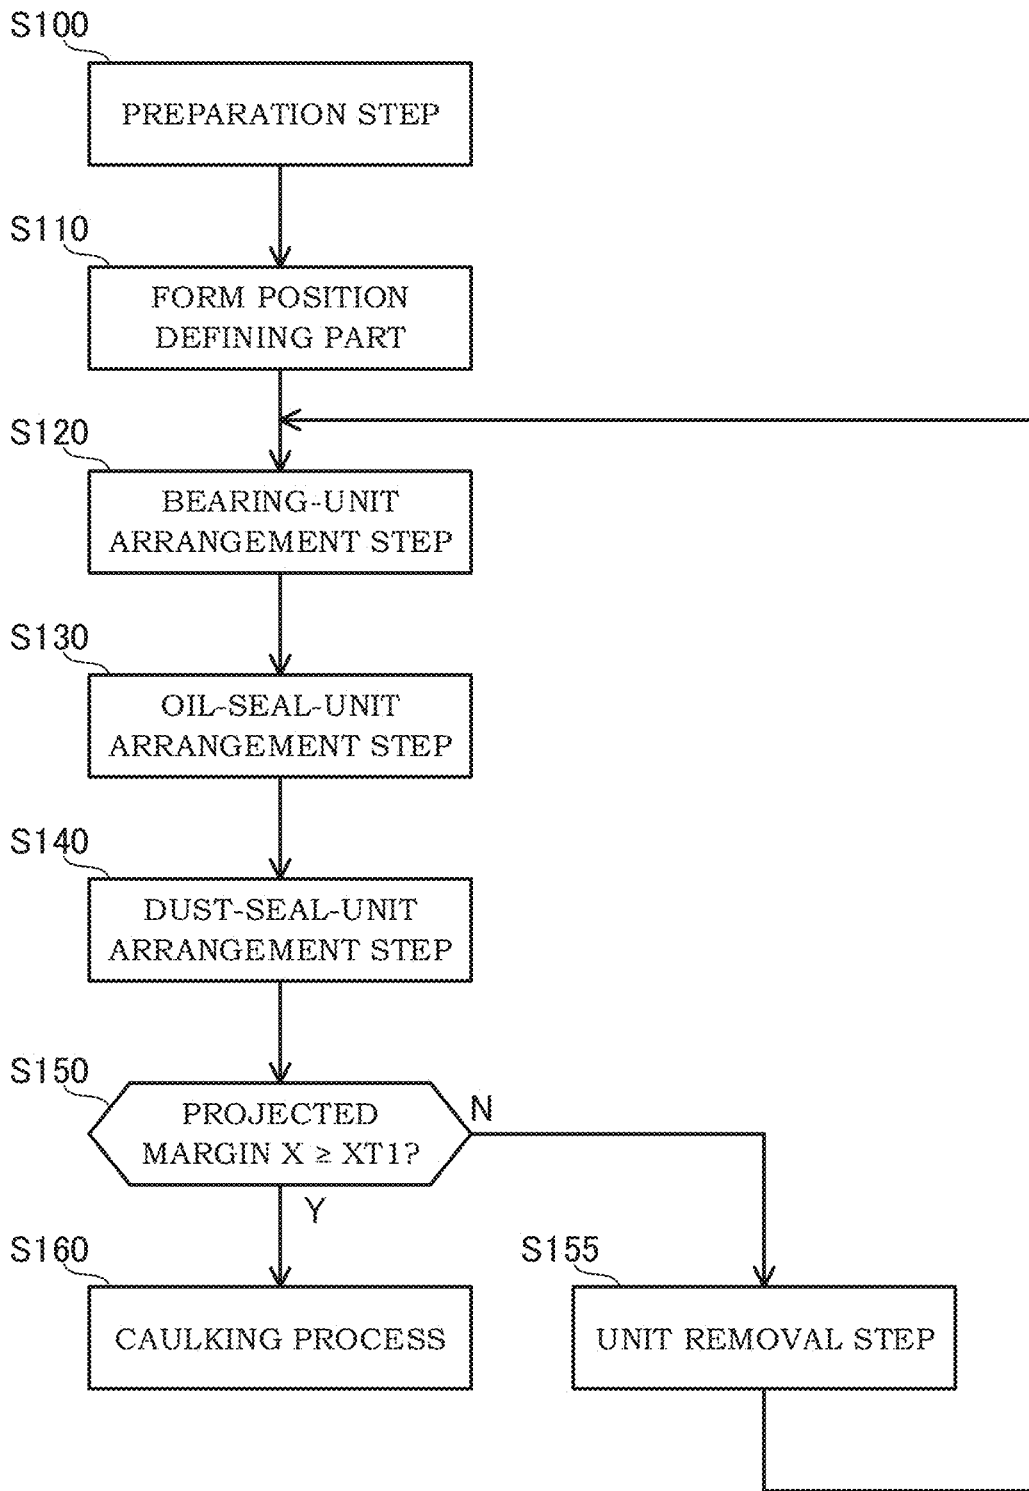 S100
PREPARATION STEP
S110
FORM POSITION
DEFINING PART
S120
BEARING-UNIT
ARRANGEMENT STEP
S130
OIL-SEAL-UNIT
ARRANGEMENT STEP
S140
DUST-SEAL-UNIT
ARRANGEMENT STEP
S150
PROJECTED
MARGIN X ≥ XT1?
N
Y
S160
CAULKING PROCESS
S155
UNIT REMOVAL STEP